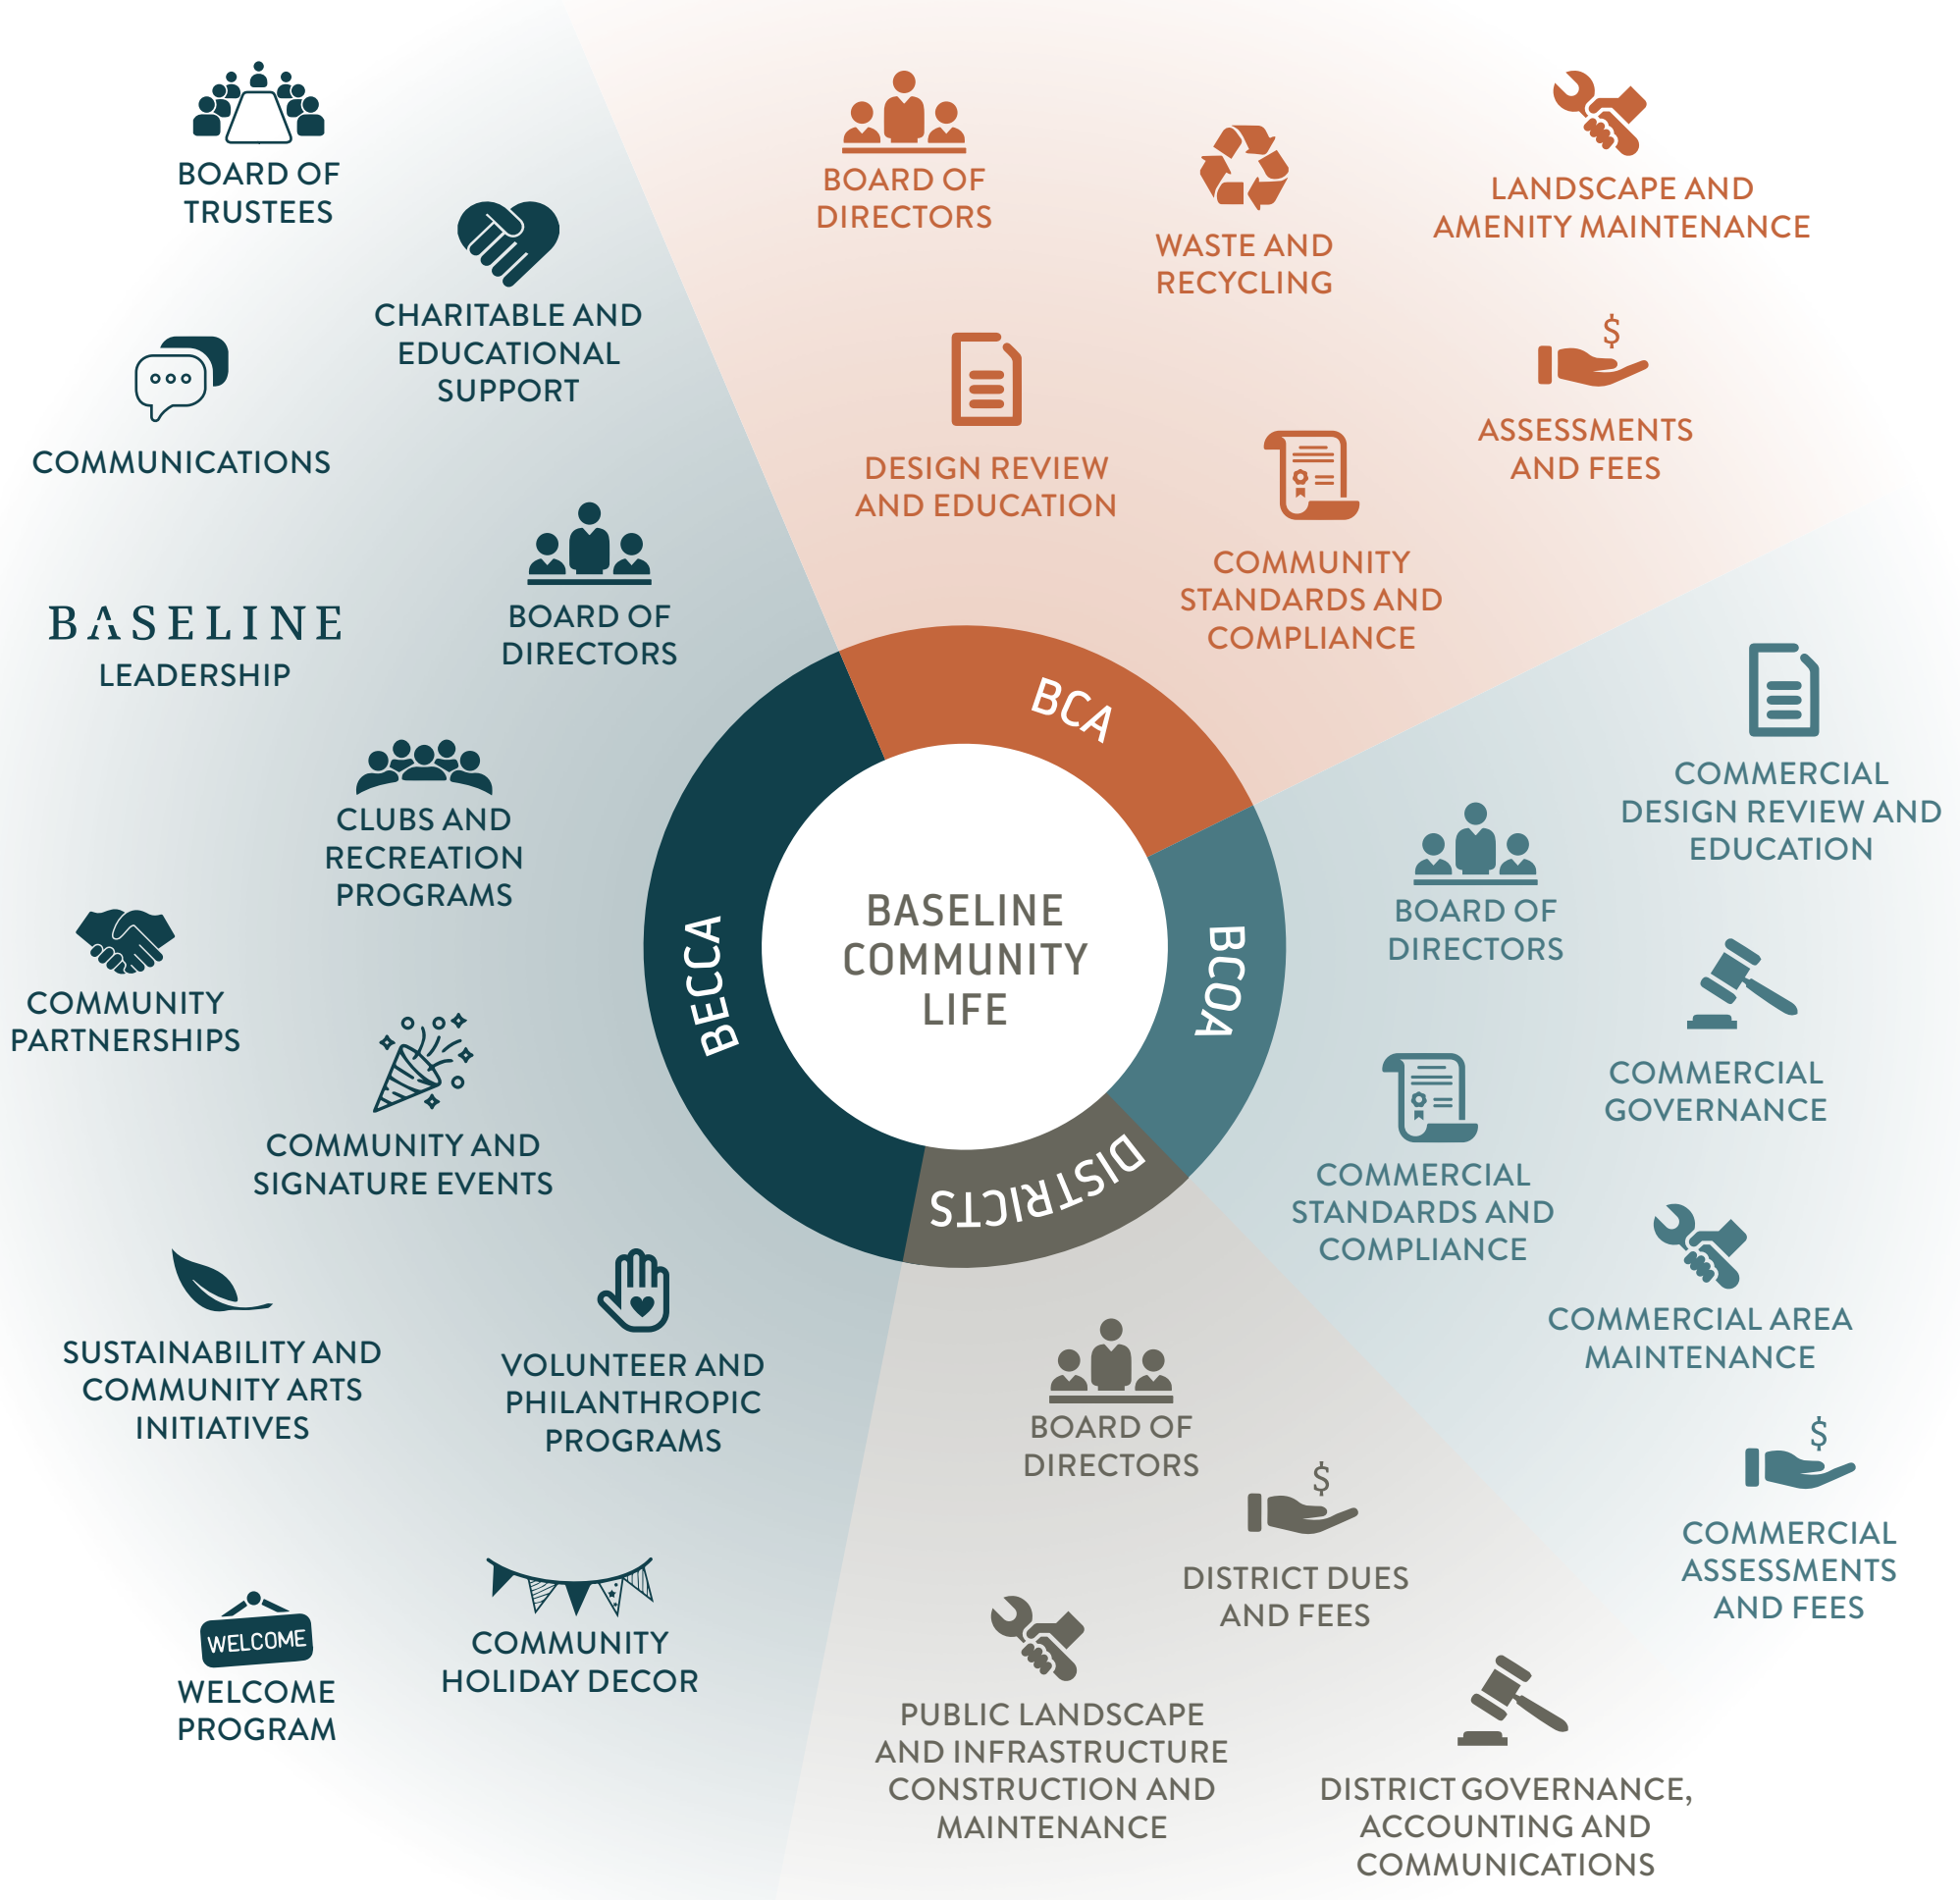 BOARD OF
TRUSTEES
CHARITABLE AND
EDUCATIONAL
SUPPORT
COMMUNICATIONS
BOARD OF
DIRECTORS
BASELINE
LEADERSHIP
CLUBS AND
RECREATION
PROGRAMS
COMMUNITY
PARTNERSHIPS
COMMUNITY AND
SIGNATURE EVENTS
SUSTAINABILITY AND
COMMUNITY ARTS
INITIATIVES
VOLUNTEER AND
PHILANTHROPIC
PROGRAMS
WELCOME
WELCOME
PROGRAM
COMMUNITY
HOLIDAY DECOR
BOARD OF
DIRECTORS
WASTE AND
RECYCLING
LANDSCAPE AND
AMENITY MAINTENANCE
$
ASSESSMENTS
AND FEES
DESIGN REVIEW
AND EDUCATION
COMMUNITY
STANDARDS AND
COMPLIANCE
BCA
BCOA
DISTRICTS
BECCA
BASELINE
COMMUNITY
LIFE
COMMERCIAL
DESIGN REVIEW AND
EDUCATION
BOARD OF
DIRECTORS
COMMERCIAL
GOVERNANCE
COMMERCIAL
STANDARDS AND
COMPLIANCE
COMMERCIAL AREA
MAINTENANCE
$
COMMERCIAL
ASSESSMENTS
AND FEES
BOARD OF
DIRECTORS
$
DISTRICT DUES
AND FEES
PUBLIC LANDSCAPE
AND INFRASTRUCTURE
CONSTRUCTION AND
MAINTENANCE
DISTRICT GOVERNANCE,
ACCOUNTING AND
COMMUNICATIONS